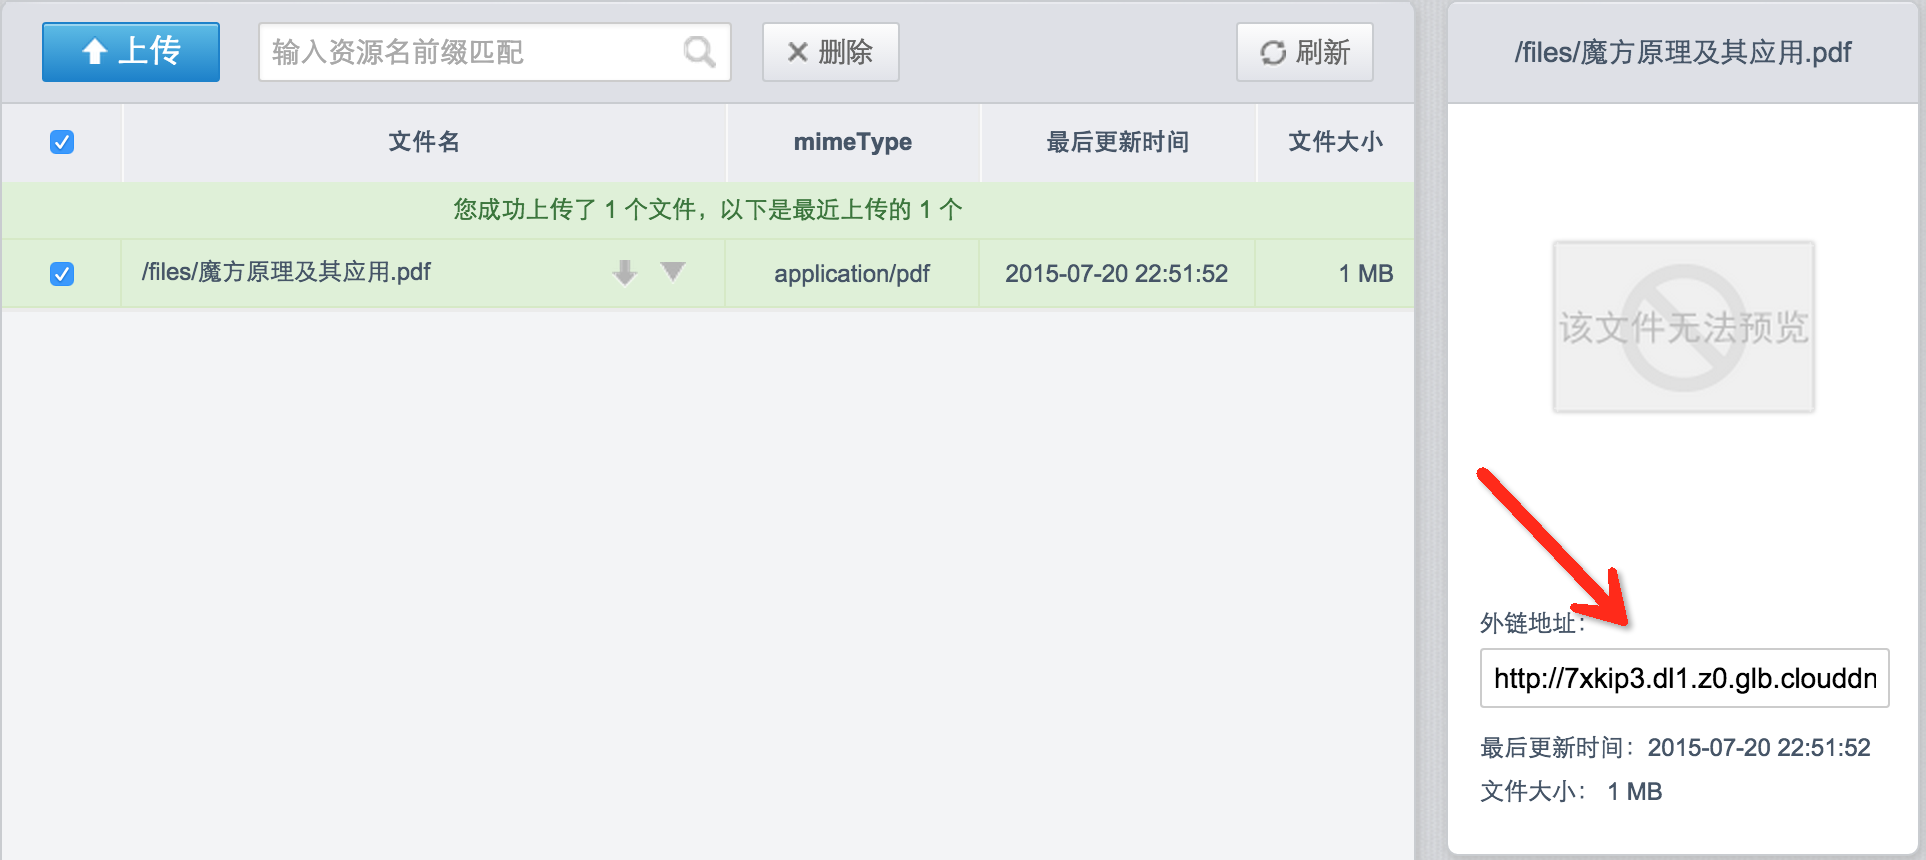 上传
输入资源名前缀匹配
删除
刷新
文件名
mimeType
最后更新时间
文件大小
您成功上传了 1 个文件，以下是最近上传的 1 个
/files/魔方原理及其应用.pdf
application/pdf
2015-07-20 22:51:52
1 MB
/files/魔方原理及其应用.pdf
该文件无法预览
外链地址：
http://7xkip3.dl1.z0.glb.clouddn
最后更新时间：2015-07-20 22:51:52
文件大小： 1 MB